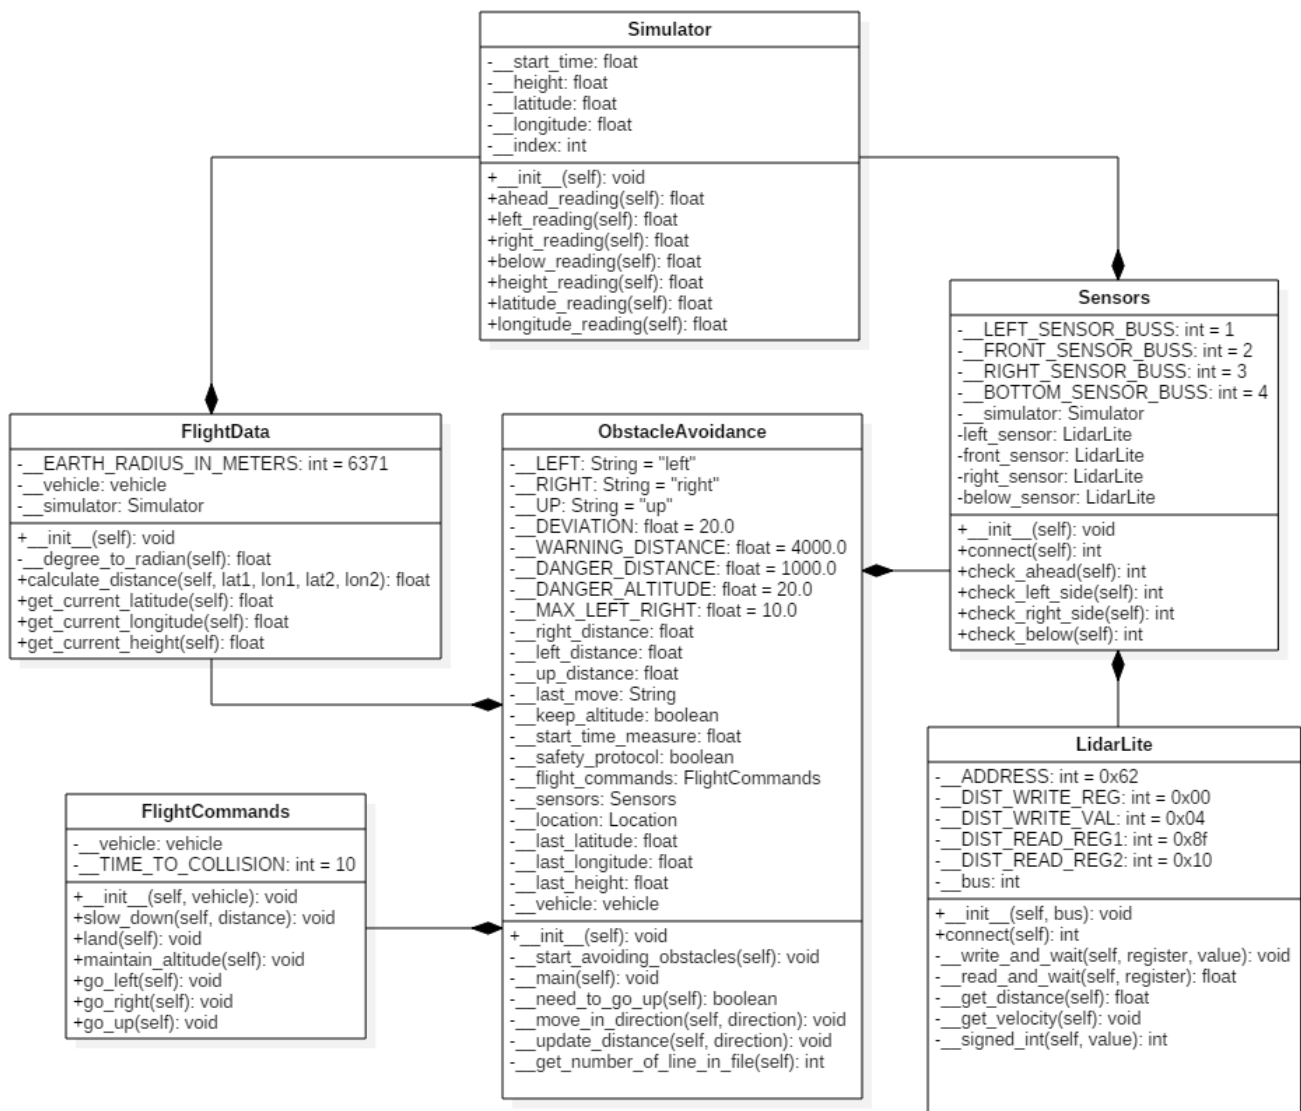 Simulator
-__start_time: float
-__height: float
-__latitude: float
-__longitude: float
-__index: int
+__init__(self): void
+ahead_reading(self): float
+left_reading(self): float
+right_reading(self): float
+below_reading(self): float
+height_reading(self): float
+latitude_reading(self): float
+longitude_reading(self): float
Sensors
-__LEFT_SENSOR_BUSS: int = 1
-__FRONT_SENSOR_BUSS: int = 2
-__RIGHT_SENSOR_BUSS: int = 3
-__BOTTOM_SENSOR_BUSS: int = 4
-__simulator: Simulator
-left_sensor: LidarLite
-front_sensor: LidarLite
-right_sensor: LidarLite
-below_sensor: LidarLite
+__init__(self): void
+connect(self): int
+check_ahead(self): int
+check_left_side(self): int
+check_right_side(self): int
+check_below(self): int
FlightData
-__EARTH_RADIUS_IN_METERS: int = 6371
-__vehicle: vehicle
-__simulator: Simulator
+__init__(self): void
-__degree_to_radian(self): float
+calculate_distance(self, lat1, lon1, lat2, lon2): float
+get_current_latitude(self): float
+get_current_longitude(self): float
+get_current_height(self): float
ObstacleAvoidance
-__LEFT: String = "left"
-__RIGHT: String = "right"
-__UP: String = "up"
-__DEVIATION: float = 20.0
-__WARNING_DISTANCE: float = 4000.0
-__DANGER_DISTANCE: float = 1000.0
-__DANGER_ALTITUDE: float = 20.0
-__MAX_LEFT_RIGHT: float = 10.0
-__right_distance: float
-__left_distance: float
-__up_distance: float
-__last_move: String
-__keep_altitude: boolean
-__start_time_measure: float
-__safety_protocol: boolean
-__flight_commands: FlightCommands
-__sensors: Sensors
-__location: Location
-__last_latitude: float
-__last_longitude: float
-__last_height: float
-__vehicle: vehicle
+__init__(self): void
-__start_avoiding_obstacles(self): void
-__main(self): void
-__need_to_go_up(self): boolean
-__move_in_direction(self, direction): void
-__update_distance(self, direction): void
-__get_number_of_line_in_file(self): int
FlightCommands
-__vehicle: vehicle
-__TIME_TO_COLLISION: int = 10
+__init__(self, vehicle): void
+slow_down(self, distance): void
+land(self): void
+maintain_altitude(self): void
+go_left(self): void
+go_right(self): void
+go_up(self): void
LidarLite
-__ADDRESS: int = 0x62
-__DIST_WRITE_REG: int = 0x00
-__DIST_WRITE_VAL: int = 0x04
-__DIST_READ_REG1: int = 0x8f
-__DIST_READ_REG2: int = 0x10
-__bus: int
+__init__(self, bus): void
+connect(self): int
-__write_and_wait(self, register, value): void
-__read_and_wait(self, register): float
-__get_distance(self): float
-__get_velocity(self): void
-__signed_int(self, value): int